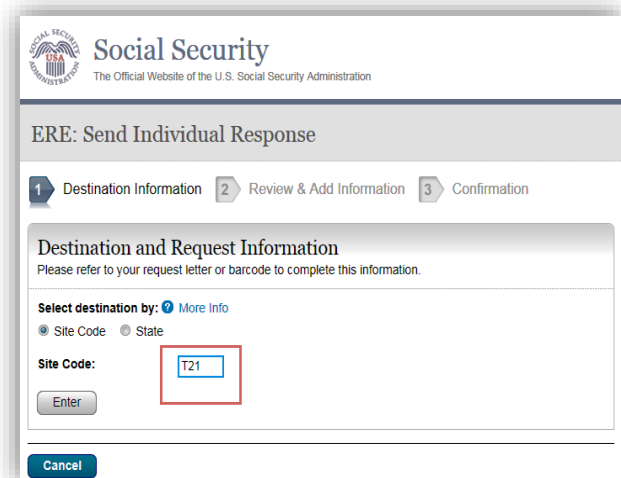 SOCIAL SECURITY ADMINISTRATION
USA
Social Security
The Official Website of the U.S. Social Security Administration
ERE: Send Individual Response
1 Destination Information 2 Review & Add Information 3 Confirmation
Destination and Request Information
Please refer to your request letter or barcode to complete this information.
Select destination by: ? More Info
Site Code State
Site Code: T21
Enter
Cancel